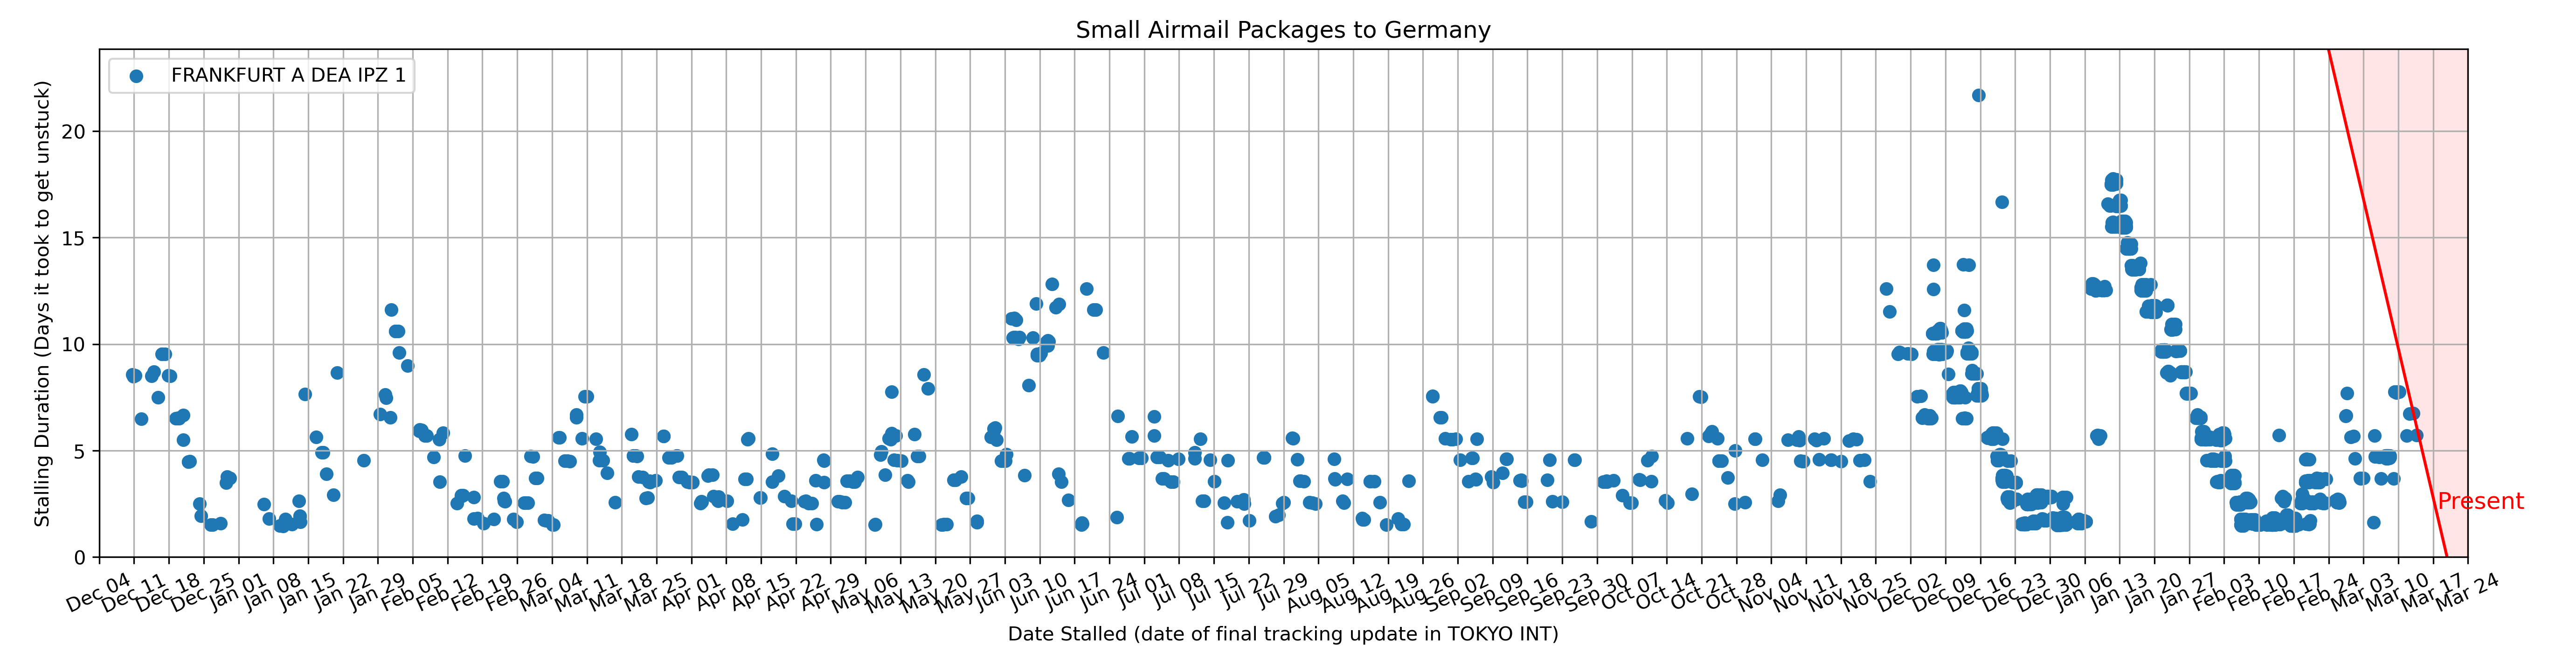 Small Airmail Packages to Germany
FRANKFURT A DEA IPZ 1
Stalling Duration (Days it took to get unstuck)
20
15
10
5
0
Present
Dec 04 Dec 11 Dec 18 Dec 25 Jan 01 Jan 08 Jan 15 Jan 22 Jan 29 Feb 05 Feb 12 Feb 19 Feb 26 Mar 04 Mar 11 Mar 18 Mar 25 Apr 01 Apr 08 Apr 15 Apr 22 Apr 29 May 06 May 13 May 20 May 27 Jun 03 Jun 10 Jun 17 Jun 24 Jul 01 Jul 08 Jul 15 Jul 22 Jul 29 Aug 05 Aug 12 Aug 19 Aug 26 Sep 02 Sep 09 Sep 16 Sep 23 Sep 30 Oct 07 Oct 14 Oct 21 Oct 28 Nov 04 Nov 11 Nov 18 Nov 25 Dec 02 Dec 09 Dec 16 Dec 23 Dec 30 Jan 06 Jan 13 Jan 20 Jan 27 Feb 03 Feb 10 Feb 17 Feb 24 Mar 03 Mar 10 Mar 17 Mar 24
Date Stalled (date of final tracking update in TOKYO INT)